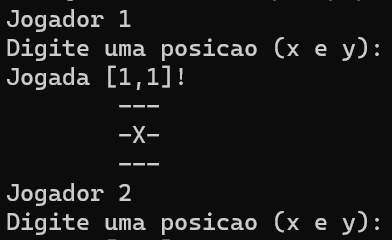 Jogador 1
Digite uma posicao (x e y):
Jogada [1,1]!
---
-X-
---
Jogador 2
Digite uma posicao (x e y):